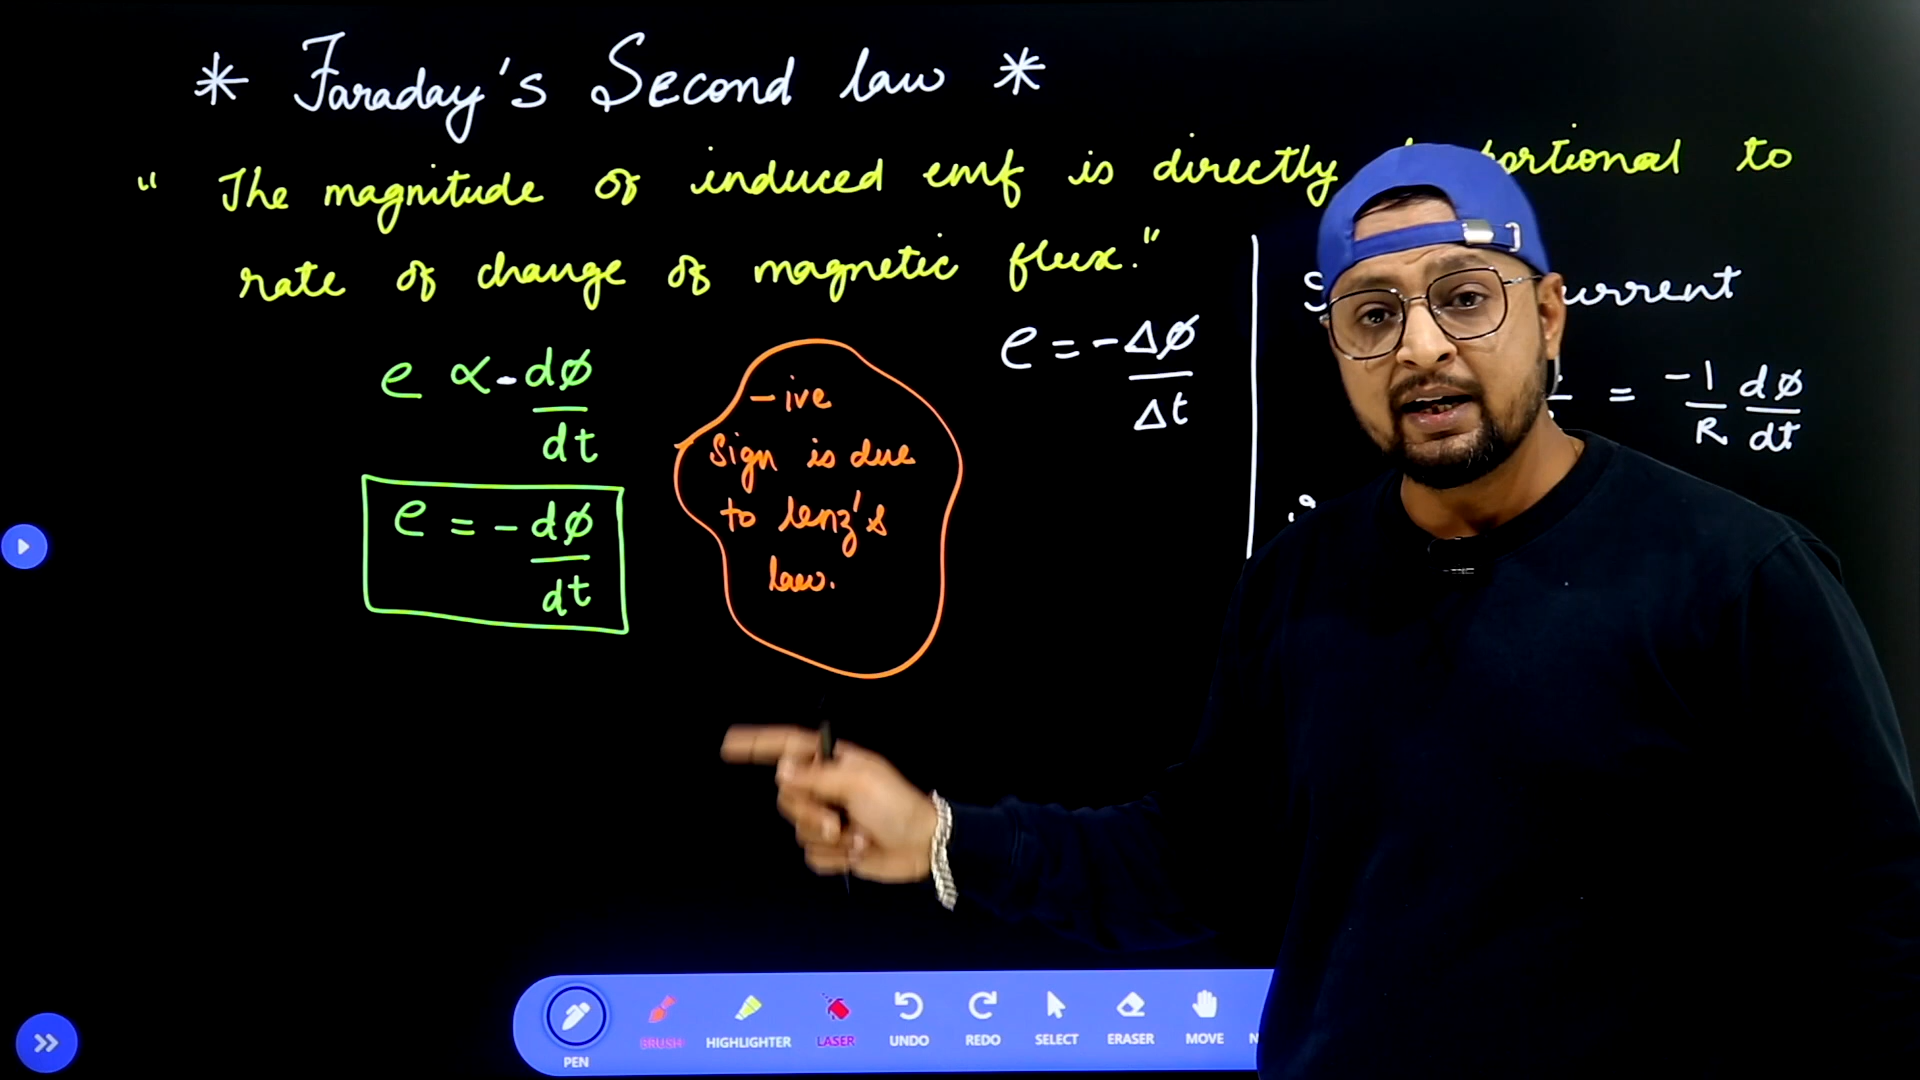 * Faraday's Second law *
" The magnitude of induced emf is directly to
rate of change of magnetic flux."
e ∝ - dφ/dt
e = - dφ/dt
-ive
Sign is due
to lenz's
law.
e = - Δφ/Δt
= -1/R dφ/dt
PEN
BRUSH
HIGHLIGHTER
LASER
UNDO
REDO
SELECT
ERASER
MOVE